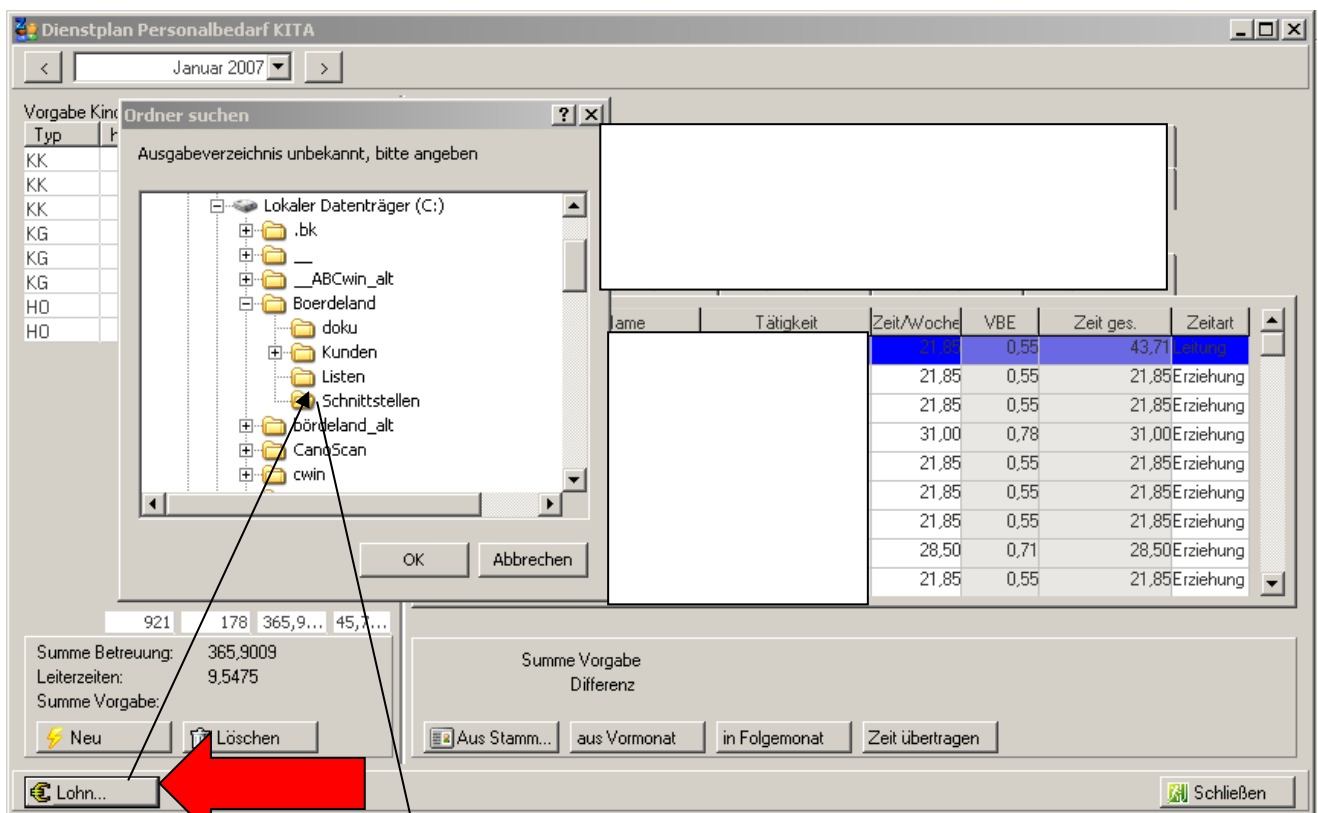 Dienstplan Personalbedarf KITA
< Januar 2007 >
Vorgabe
Typ
KK
KK
KK
KG
KG
KG
HO
HO
Ordner suchen
Ausgabeverzeichnis unbekannt, bitte angeben
Lokaler Datenträger (C:)
.bk
__
__ABCwin_alt
Boerdeland
doku
Kunden
Listen
Schnittstellen
bördeland_alt
CanoScan
cwin
OK Abbrechen
Tätigkeit Zeit/Woche VBE Zeit ges. Zeitart
21,85 0,55 43,71 Leitung
21,85 0,55 21,85 Erziehung
21,85 0,55 21,85 Erziehung
31,00 0,78 31,00 Erziehung
21,85 0,55 21,85 Erziehung
21,85 0,55 21,85 Erziehung
21,85 0,55 21,85 Erziehung
28,50 0,71 28,50 Erziehung
21,85 0,55 21,85 Erziehung
921 178 365,9... 45,7...
Summe Betreuung: 365,9009
Leiterzeiten: 9,5475
Summe Vorgabe:
Neu Löschen
Summe Vorgabe
Differenz
Aus Stamm... aus Vormonat in Folgemonat Zeit übertragen
Lohn... Schließen